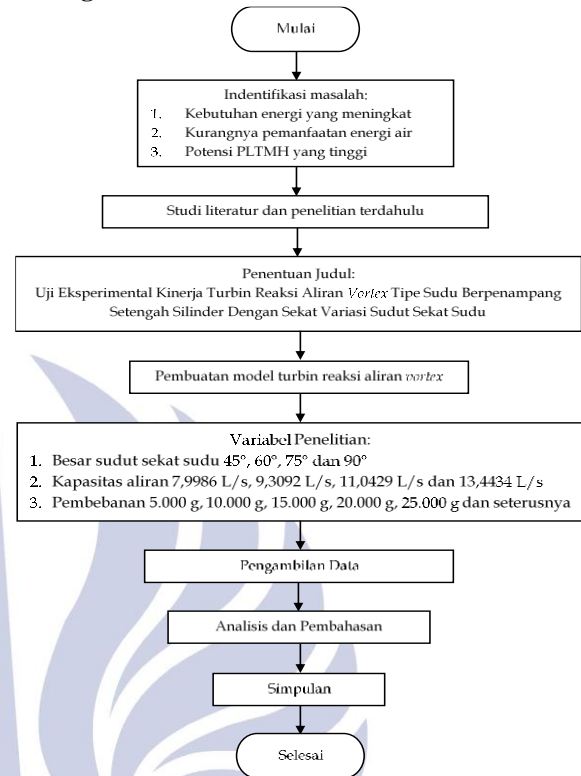 Mulai
Indentifikasi masalah:
1. Kebutuhan energi yang meningkat
2. Kurangnya pemanfaatan energi air
3. Potensi PLTMH yang tinggi
Studi literatur dan penelitian terdahulu
Penentuan Judul:
Uji Eksperimental Kinerja Turbin Reaksi Aliran Vortex Tipe Sudu Berpenampang
Setengah Silinder Dengan Sekat Variasi Sudut Sekat Sudu
Pembuatan model turbin reaksi aliran vortex
Variabel Penelitian:
1. Besar sudut sekat sudu 45°, 60°, 75° dan 90°
2. Kapasitas aliran 7,9986 L/s, 9,3092 L/s, 11,0429 L/s dan 13,4434 L/s
3. Pembebanan 5.000 g, 10.000 g, 15.000 g, 20.000 g, 25.000 g dan seterusnya
Pengambilan Data
Analisis dan Pembahasan
Simpulan
Selesai